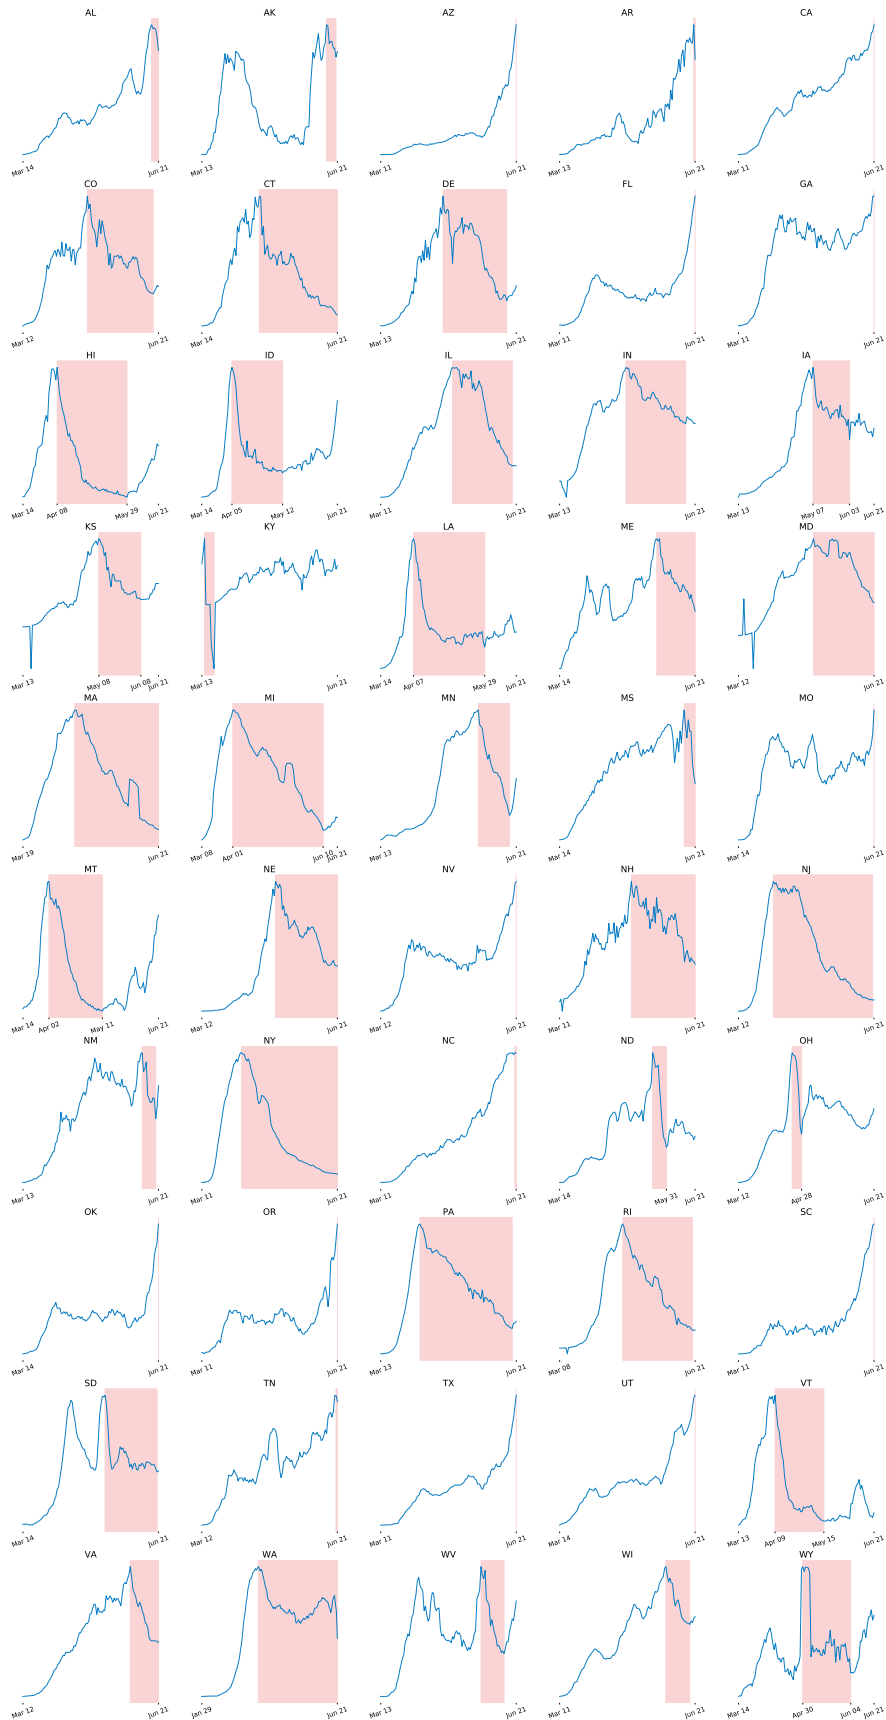 AL AK AZ AR CA
Mar 14 Jun 21 Mar 13 Jun 21 Mar 11 Jun 21 Mar 13 Jun 21 Mar 11 Jun 21
CO CT DE FL GA
Mar 12 Jun 21 Mar 14 Jun 21 Mar 13 Jun 21 Mar 11 Jun 21 Mar 11 Jun 21
HI ID IL IN IA
Mar 14 Apr 08 May 29 Jun 21 Mar 14 Apr 05 May 12 Jun 21 Mar 11 Jun 21 Mar 13 Jun 21 Mar 13 May 07 Jun 03 Jun 21
KS KY LA ME MD
Mar 13 May 08 Jun 08 Jun 21 Mar 13 Jun 21 Mar 14 Apr 07 May 29 Jun 21 Mar 14 Jun 21 Mar 12 Jun 21
MA MI MN MS MO
Mar 19 Jun 21 Mar 08 Apr 01 Jun 10 Jun 21 Mar 13 Jun 21 Mar 14 Jun 21 Mar 14 Jun 21
MT NE NV NH NJ
Mar 14 Apr 02 May 11 Jun 21 Mar 12 Jun 21 Mar 12 Jun 21 Mar 11 Jun 21 Mar 12 Jun 21
NM NY NC ND OH
Mar 13 Jun 21 Mar 11 Jun 21 Mar 11 Jun 21 Mar 14 May 31 Jun 21 Mar 12 Apr 28 Jun 21
OK OR PA RI SC
Mar 14 Jun 21 Mar 11 Jun 21 Mar 13 Jun 21 Mar 08 Jun 21 Mar 11 Jun 21
SD TN TX UT VT
Mar 14 Jun 21 Mar 12 Jun 21 Mar 11 Jun 21 Mar 14 Jun 21 Mar 13 Apr 09 May 15 Jun 21
VA WA WV WI WY
Mar 12 Jun 21 Jan 29 Jun 21 Mar 13 Jun 21 Mar 11 Jun 21 Mar 14 Apr 30 Jun 04 Jun 21